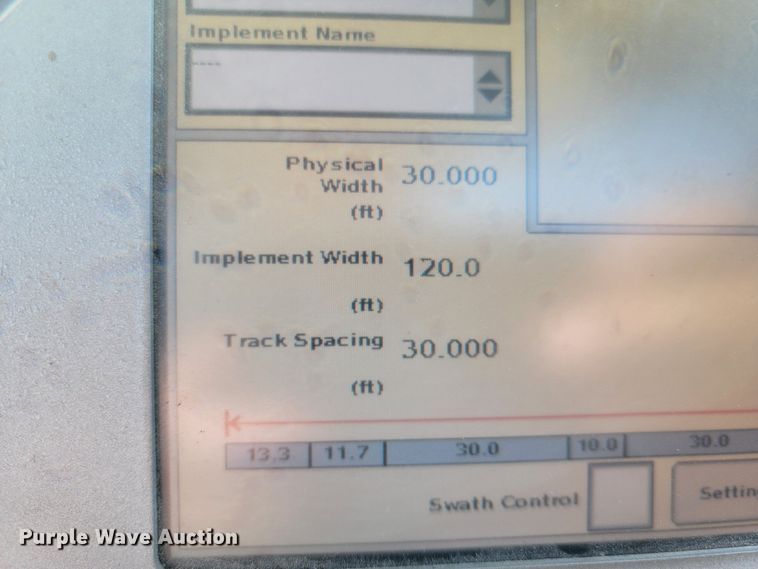 Implement Name
----
Physical
Width
30.000
(ft)
Implement Width
120.0
(ft)
Track Spacing
30.000
(ft)
13.3 11.7 30.0 10.0 30.0
Swath Control
Settin
Purple Wave Auction